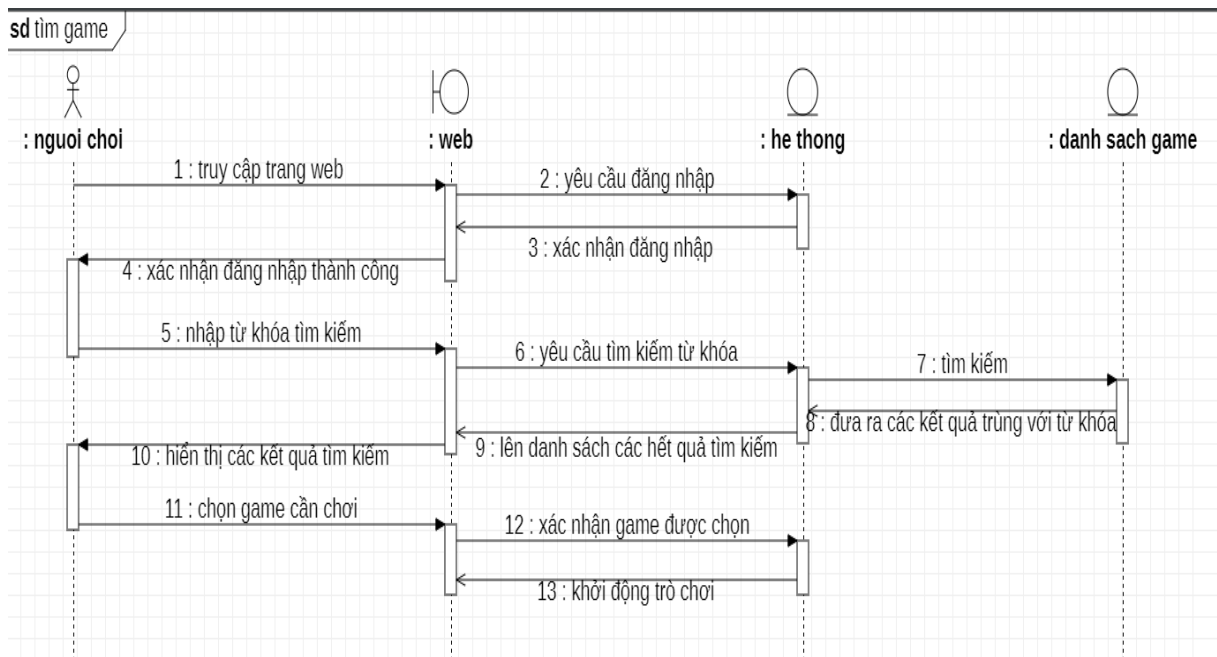 sd tìm game
: nguoi choi
: web
: he thong
: danh sach game
1 : truy cập trang web
2 : yêu cầu đăng nhập
3 : xác nhận đăng nhập
4 : xác nhận đăng nhập thành công
5 : nhập từ khóa tìm kiếm
6 : yêu cầu tìm kiếm từ khóa
7 : tìm kiếm
8 : đưa ra các kết quả trùng với từ khóa
9 : lên danh sách các hết quả tìm kiếm
10 : hiển thị các kết quả tìm kiếm
11 : chọn game cần chơi
12 : xác nhận game được chọn
13 : khởi động trò chơi